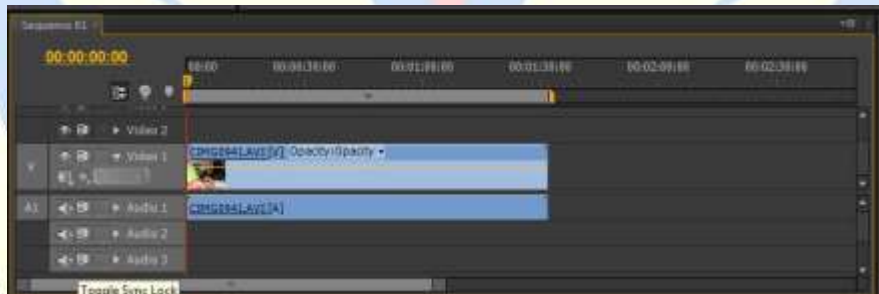 Sequence 01
00:00:00:00
00:00 00:00:30:00 00:01:00:00 00:01:30:00 00:02:00:00 00:02:30:00
Video 2
V Video 1 CIMG0941.AVI [V] Opacity:Opacity
A1 Audio 1 CIMG0941.AVI [A]
Audio 2
Audio 3
Toggle Sync Lock